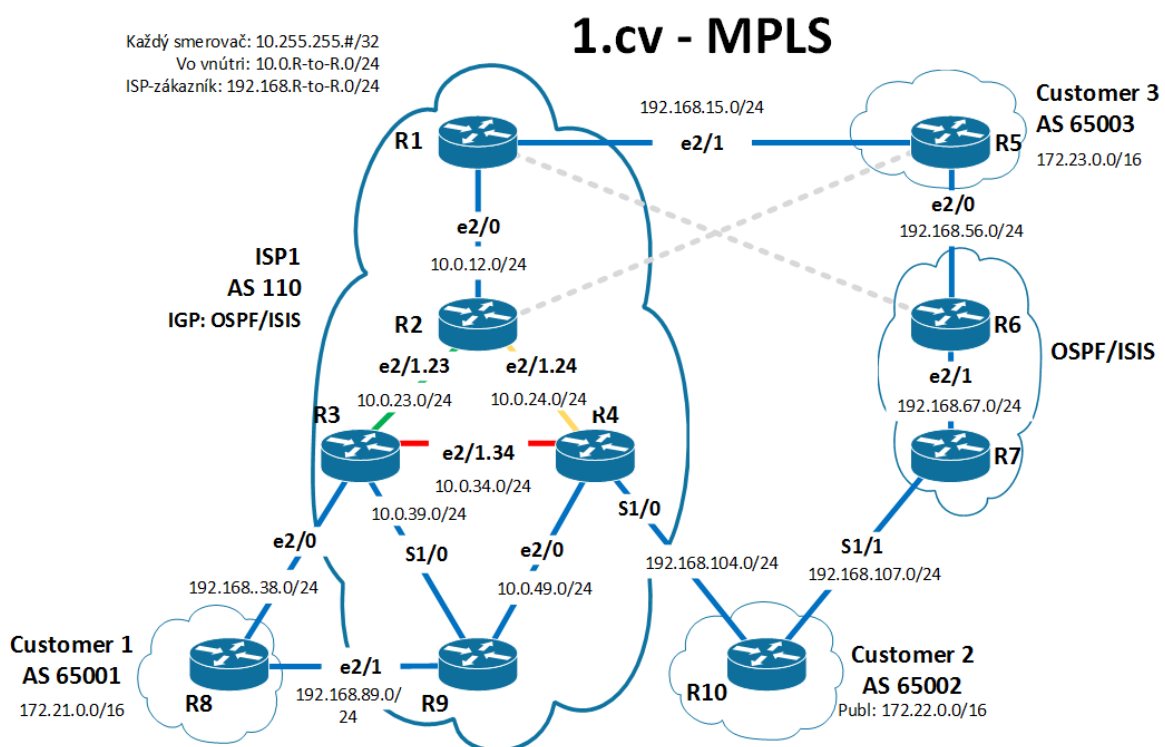 1.cv - MPLS
Každý smerovač: 10.255.255.#/32
Vo vnútri: 10.0.R-to-R.0/24
ISP-zákazník: 192.168.R-to-R.0/24
192.168.15.0/24
Customer 3
AS 65003
172.23.0.0/16
R1
e2/1
R5
e2/0
e2/0
192.168.56.0/24
10.0.12.0/24
ISP1
AS 110
IGP: OSPF/ISIS
R2
R6
OSPF/ISIS
e2/1.23
e2/1.24
e2/1
10.0.23.0/24
10.0.24.0/24
192.168.67.0/24
R3
R4
e2/1.34
10.0.34.0/24
R7
10.0.39.0/24
S1/0
e2/0
S1/0
e2/0
S1/1
192.168..38.0/24
10.0.49.0/24
192.168.104.0/24
192.168.107.0/24
Customer 1
AS 65001
172.21.0.0/16
R8
e2/1
192.168.89.0/
24
R9
R10
Customer 2
AS 65002
Publ: 172.22.0.0/16